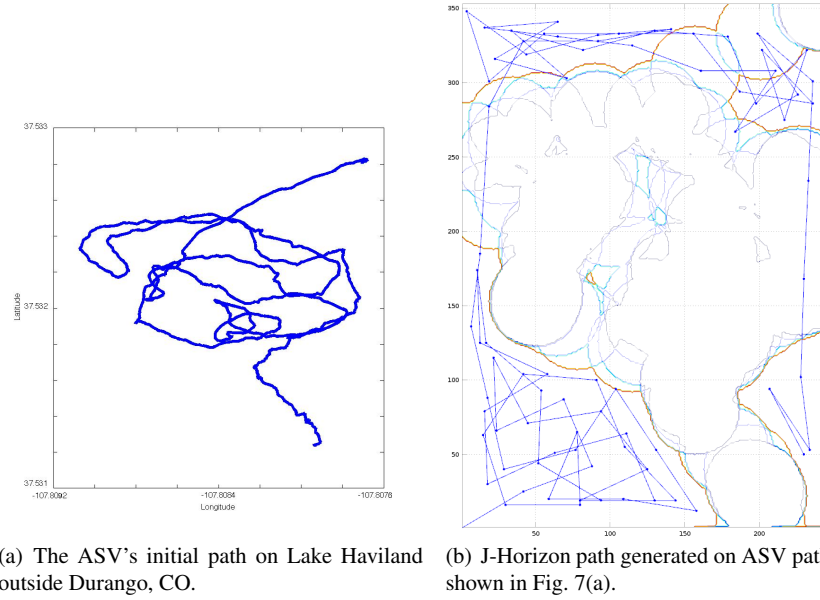 37.533
37.532
37.531
Latitude
-107.8092
-107.8084
-107.8076
Longitude
350
300
250
200
150
100
50
50
100
150
200
(a) The ASV's initial path on Lake Haviland
outside Durango, CO.
(b) J-Horizon path generated on ASV pat
shown in Fig. 7(a).